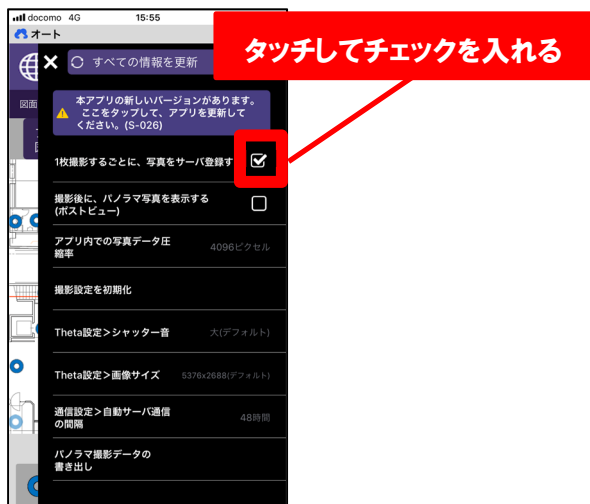 docomo 4G 15:55
オート
タッチしてチェックを入れる
すべての情報を更新
図面
本アプリの新しいバージョンがあります。
ここをタップして、アプリを更新して
ください。(S-026)
1枚撮影するごとに、写真をサーバ登録す
撮影後に、パノラマ写真を表示する
(ポストビュー)
アプリ内での写真データ圧
縮率
4096ピクセル
撮影設定を初期化
Theta設定>シャッター音 大(デフォルト)
Theta設定>画像サイズ 5376x2688(デフォルト)
通信設定>自動サーバ通信
の間隔
48時間
パノラマ撮影データの
書き出し